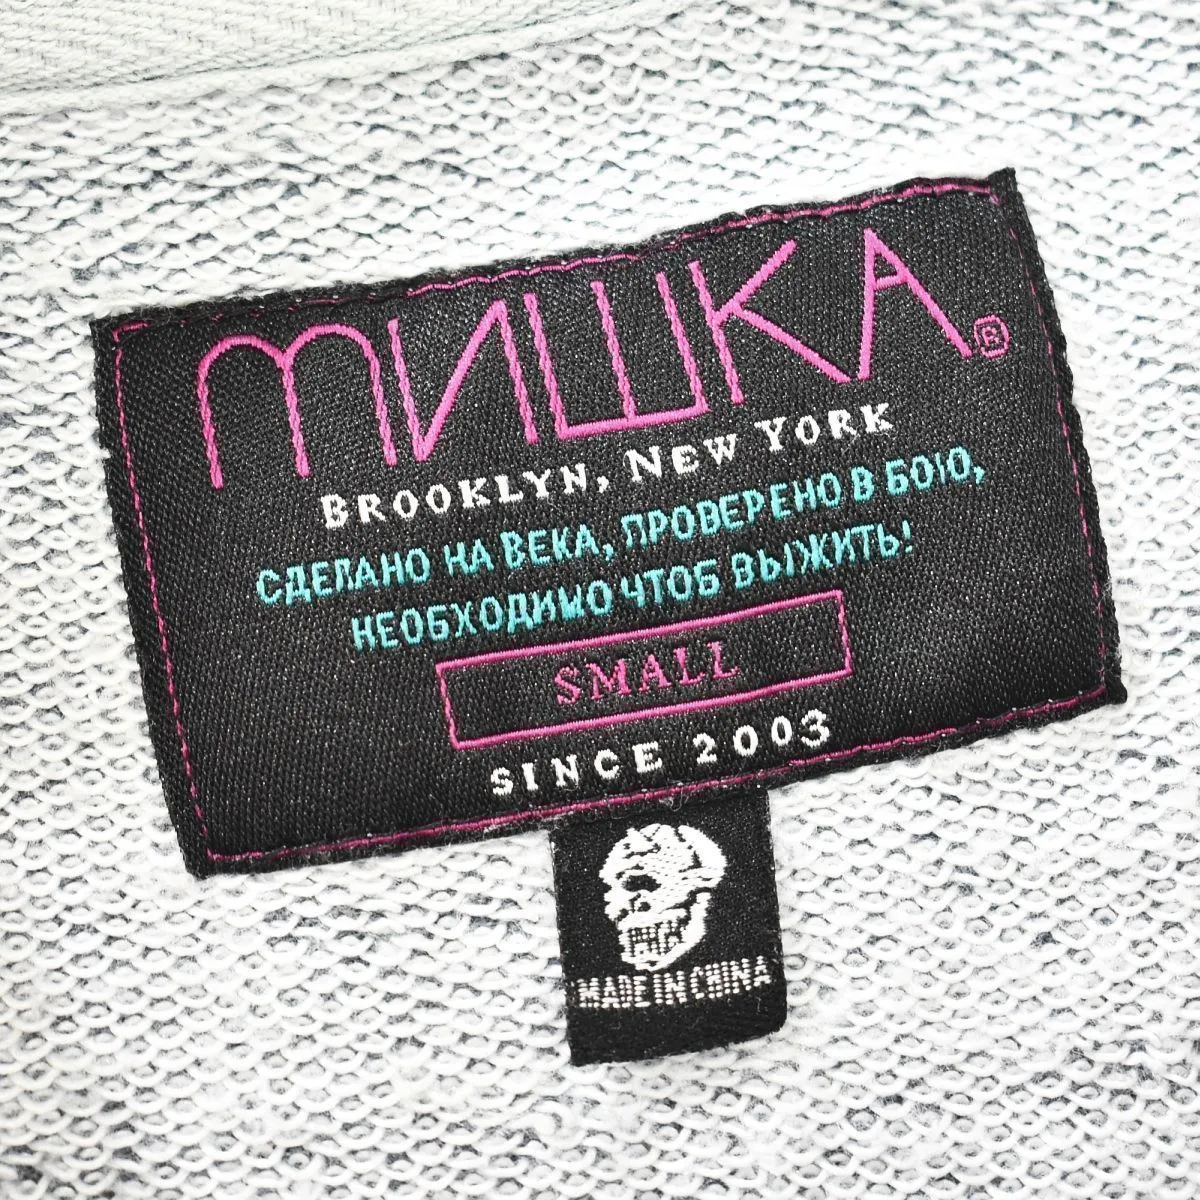 МИШКА®
BROOKLYN, NEW YORK
СДЕЛАНО НА ВЕКА, ПРОВЕРЕНО В БОЮ,
НЕОБХОДИМО ЧТОБ ВЫЖИТЬ!
SMALL
SINCE 2003
MADE IN CHINA